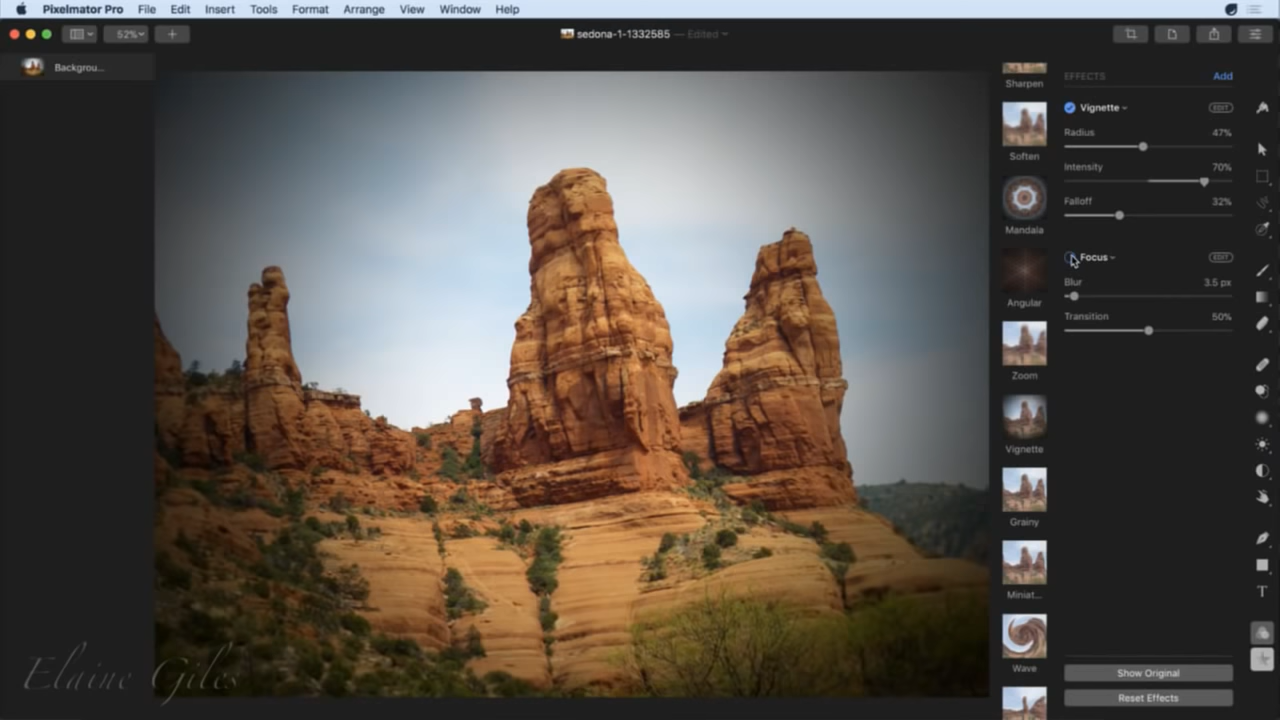 Pixelmator Pro File Edit Insert Tools Format Arrange View Window Help
52%
sedona-1-1332585 — Edited
Backgrou...
Sharpen
Soften
Mandala
Angular
Zoom
Vignette
Grainy
Miniat...
Wave
EFFECTS Add
Vignette EDIT
Radius 47%
Intensity 70%
Falloff 32%
Focus EDIT
Blur 3.5 px
Transition 50%
Show Original
Reset Effects
T
Elaine Giles